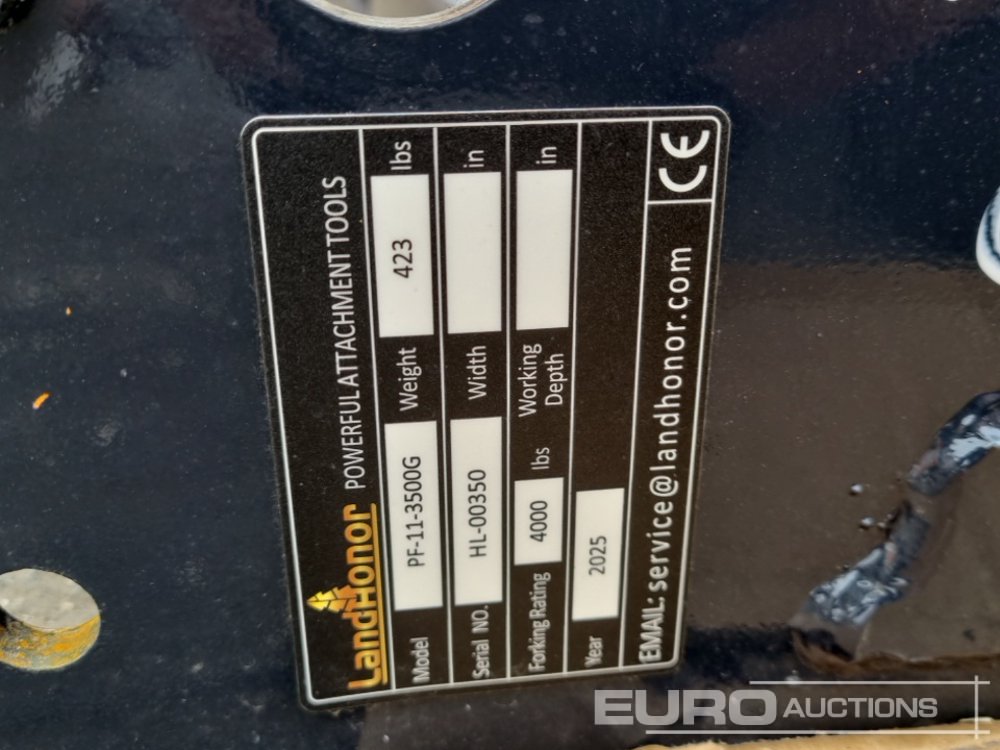 LandHonor POWERFUL ATTACHMENT TOOLS
Model PF-11-3500G Weight 423 lbs
Serial NO. HL-00350 Width in
Forking Rating 4000 lbs Working Depth in
Year 2025
EMAIL: service@landhonor.com CE
EURO AUCTIONS